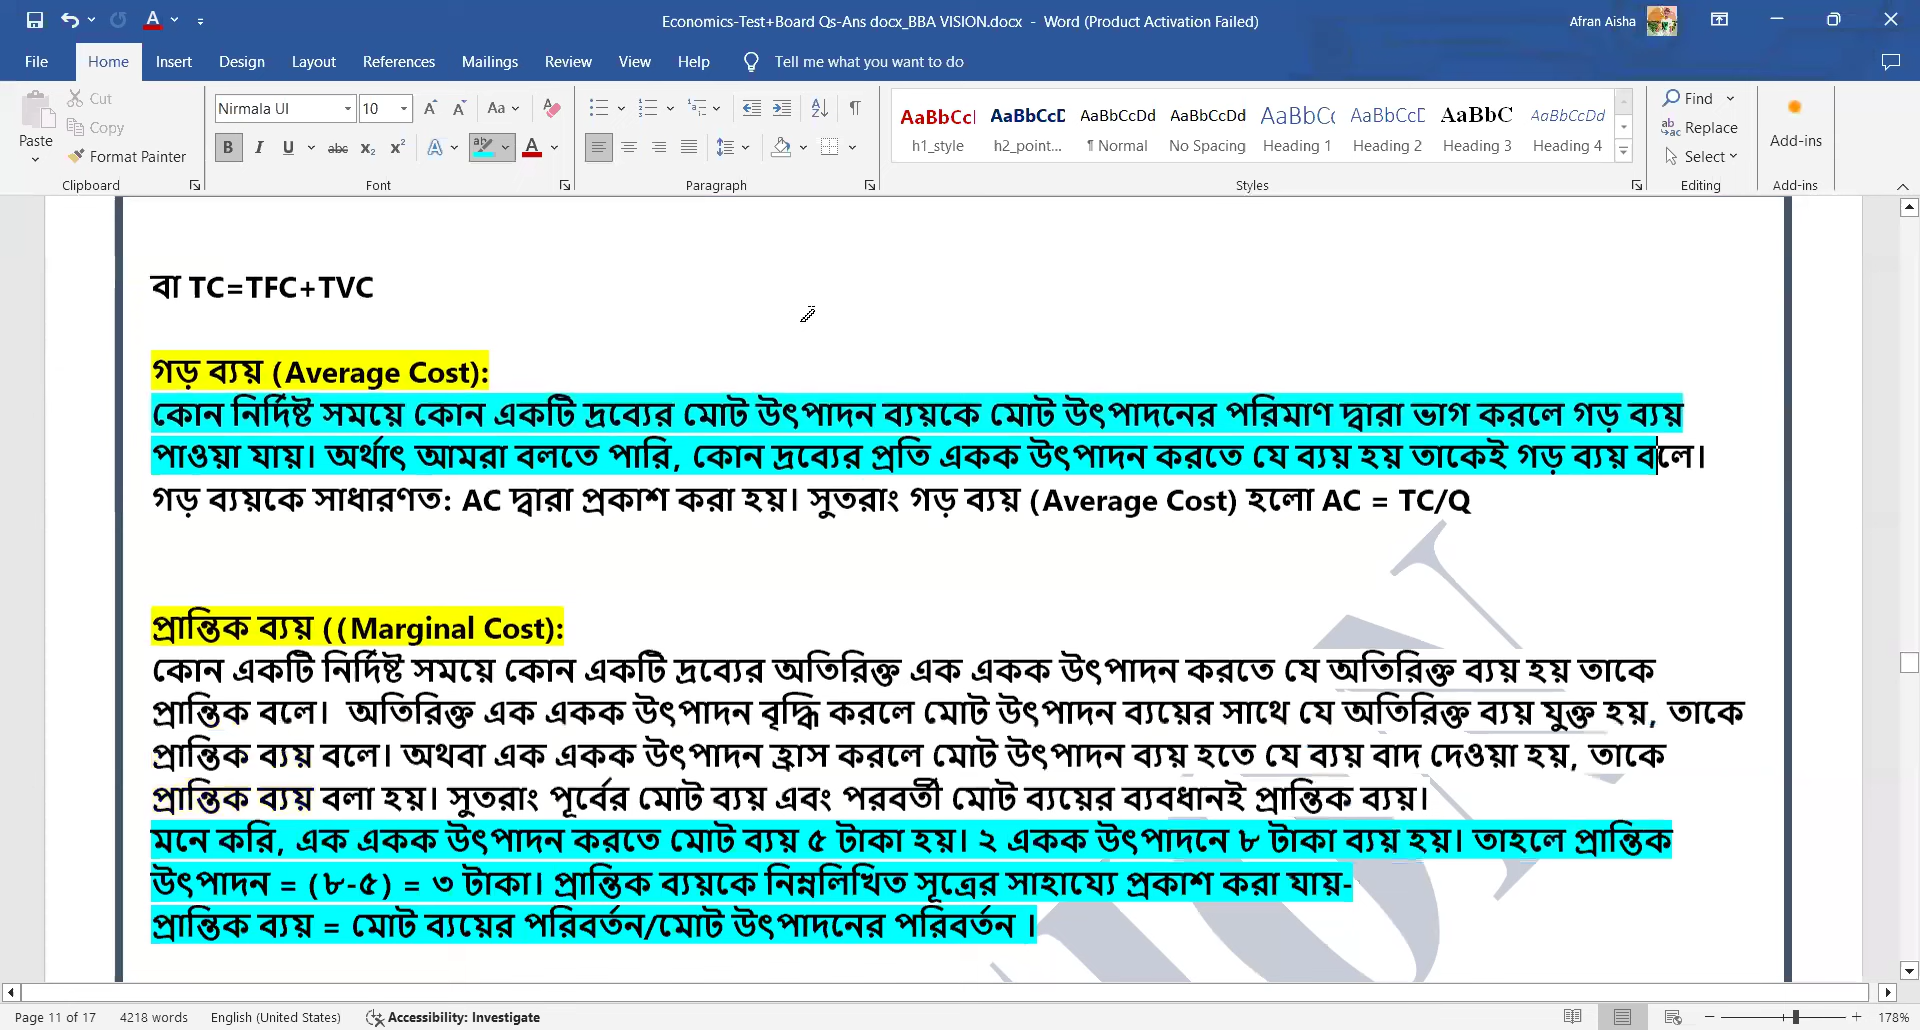 Economics-Test+Board Qs-Ans docx_BBA VISION.docx - Word (Product Activation Failed)
Afran Aisha
File Home Insert Design Layout References Mailings Review View Help Tell me what you want to do
Paste
Cut
Copy
Format Painter
Clipboard
Nirmala UI 10
Font
Paragraph
AaBbCcI AaBbCcD AaBbCcDd AaBbCcDd AaBbCc AaBbCcD AaBbC AaBbCcDd
h1_style h2_point... ¶ Normal No Spacing Heading 1 Heading 2 Heading 3 Heading 4
Styles
Find
Replace
Select
Editing
Add-ins
Add-ins
বা TC=TFC+TVC
গড় ব্যয় (Average Cost):
কোন নির্দিষ্ট সময়ে কোন একটি দ্রব্যের মোট উৎপাদন ব্যয়কে মোট উৎপাদনের পরিমাণ দ্বারা ভাগ করলে গড় ব্যয়
পাওয়া যায়। অর্থাৎ আমরা বলতে পারি, কোন দ্রব্যের প্রতি একক উৎপাদন করতে যে ব্যয় হয় তাকেই গড় ব্যয় বলে।
গড় ব্যয়কে সাধারণত: AC দ্বারা প্রকাশ করা হয়। সুতরাং গড় ব্যয় (Average Cost) হলো AC = TC/Q
প্রান্তিক ব্যয় ((Marginal Cost):
কোন একটি নির্দিষ্ট সময়ে কোন একটি দ্রব্যের অতিরিক্ত এক একক উৎপাদন করতে যে অতিরিক্ত ব্যয় হয় তাকে
প্রান্তিক বলে। অতিরিক্ত এক একক উৎপাদন বৃদ্ধি করলে মোট উৎপাদন ব্যয়ের সাথে যে অতিরিক্ত ব্যয় যুক্ত হয়, তাকে
প্রান্তিক ব্যয় বলে। অথবা এক একক উৎপাদন হ্রাস করলে মোট উৎপাদন ব্যয় হতে যে ব্যয় বাদ দেওয়া হয়, তাকে
প্রান্তিক ব্যয় বলা হয়। সুতরাং পূর্বের মোট ব্যয় এবং পরবর্তী মোট ব্যয়ের ব্যবধানই প্রান্তিক ব্যয়।
মনে করি, এক একক উৎপাদন করতে মোট ব্যয় ৫ টাকা হয়। ২ একক উৎপাদনে ৮ টাকা ব্যয় হয়। তাহলে প্রান্তিক
উৎপাদন = (৮-৫) = ৩ টাকা। প্রান্তিক ব্যয়কে নিম্নলিখিত সূত্রের সাহায্যে প্রকাশ করা যায়-
প্রান্তিক ব্যয় = মোট ব্যয়ের পরিবর্তন/মোট উৎপাদনের পরিবর্তন ।
Page 11 of 17 4218 words English (United States) Accessibility: Investigate 178%